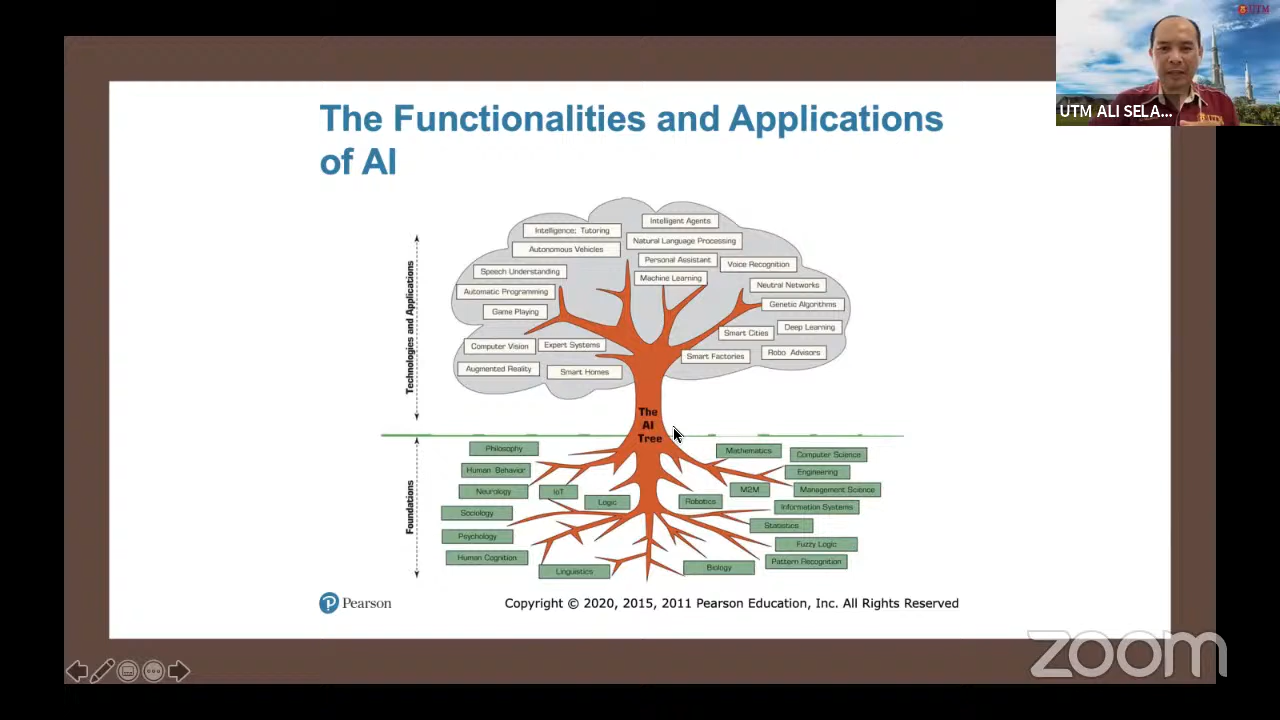 UTM
UTM ALI SELA...
The Functionalities and Applications
of AI
Technologies and Applications
Intelligent Agents
Intelligence; Tutoring
Natural Language Processing
Autonomous Vehicles
Personal Assistant
Voice Recognition
Speech Understanding
Machine Learning
Neutral Networks
Automatic Programming
Genetic Algorithms
Game Playing
Deep Learning
Smart Cities
Computer Vision
Expert Systems
Smart Factories
Robo Advisors
Augmented Reality
Smart Homes
The
AI
Tree
Foundations
Philosophy
Mathematics
Computer Science
Human Behavior
Engineering
Neurology
IoT
M2M
Management Science
Logic
Robotics
Information Systems
Sociology
Statistics
Psychology
Fuzzy Logic
Human Cognition
Pattern Recognition
Linguistics
Biology
Pearson
Copyright © 2020, 2015, 2011 Pearson Education, Inc. All Rights Reserved
zoom